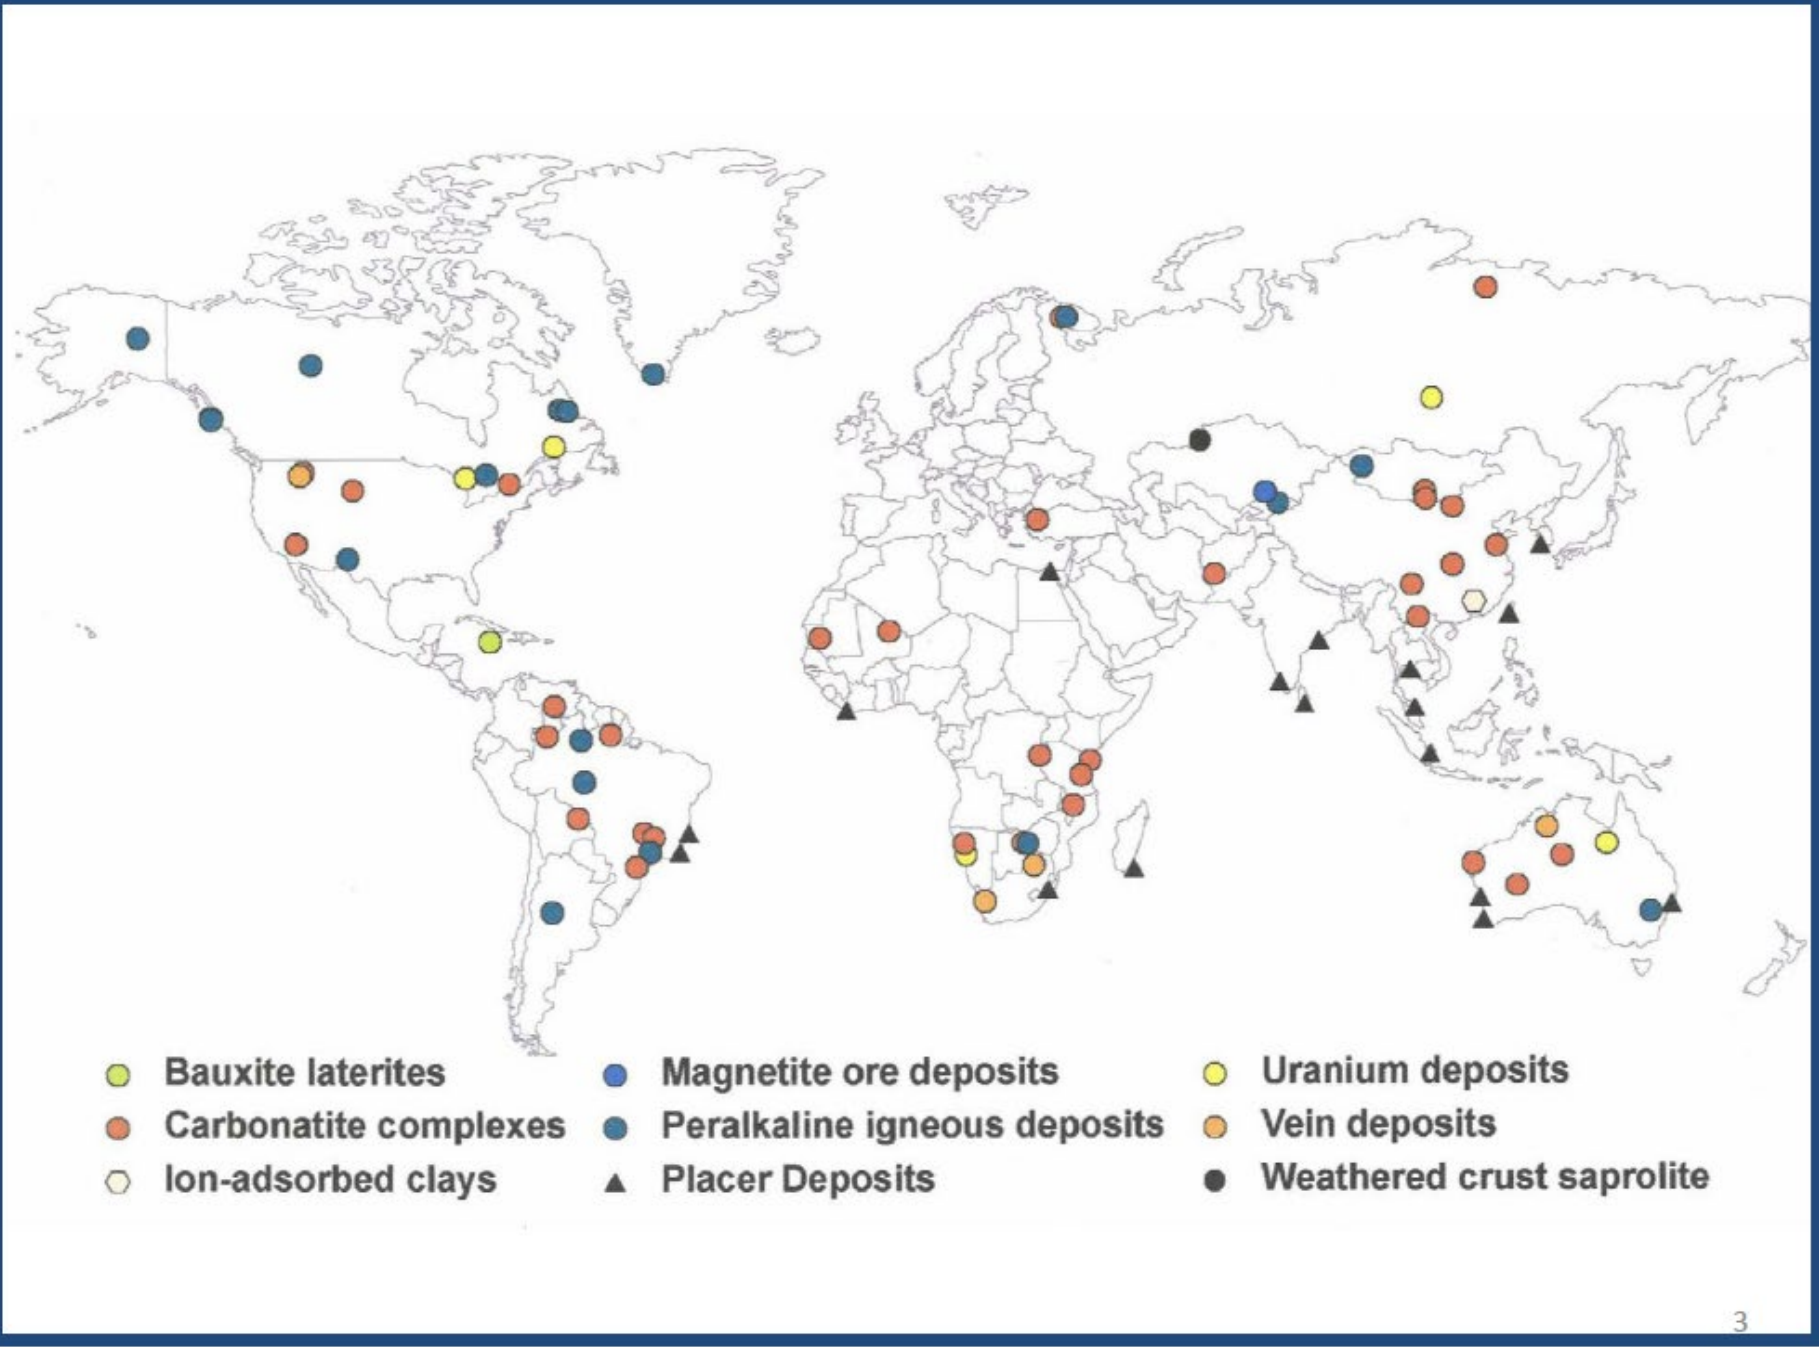 Bauxite laterites
Magnetite ore deposits
Uranium deposits
Carbonatite complexes
Peralkaline igneous deposits
Vein deposits
Ion-adsorbed clays
Placer Deposits
Weathered crust saprolite
3